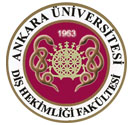 ANKARA ÜNİVERSİTESİ
1963
DİŞ HEKİMLİĞİ FAKÜLTESİ